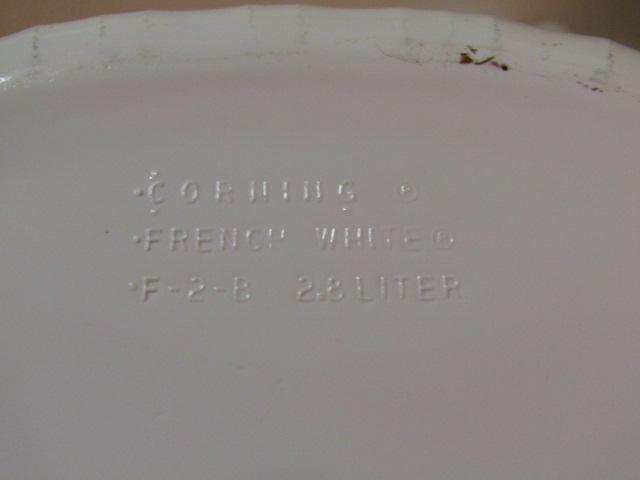 ·CORNING ®
·FRENCH WHITE®
·F-2-B 2.8 LITER